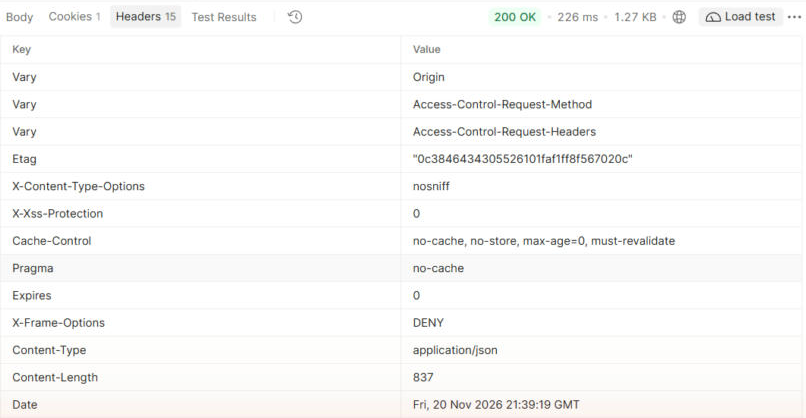 Body Cookies 1 Headers 15 Test Results 200 OK • 226 ms • 1.27 KB • Load test
Key Value
Vary Origin
Vary Access-Control-Request-Method
Vary Access-Control-Request-Headers
Etag "0c3846434305526101faf1ff8f567020c"
X-Content-Type-Options nosniff
X-Xss-Protection 0
Cache-Control no-cache, no-store, max-age=0, must-revalidate
Pragma no-cache
Expires 0
X-Frame-Options DENY
Content-Type application/json
Content-Length 837
Date Fri, 20 Nov 2026 21:39:19 GMT